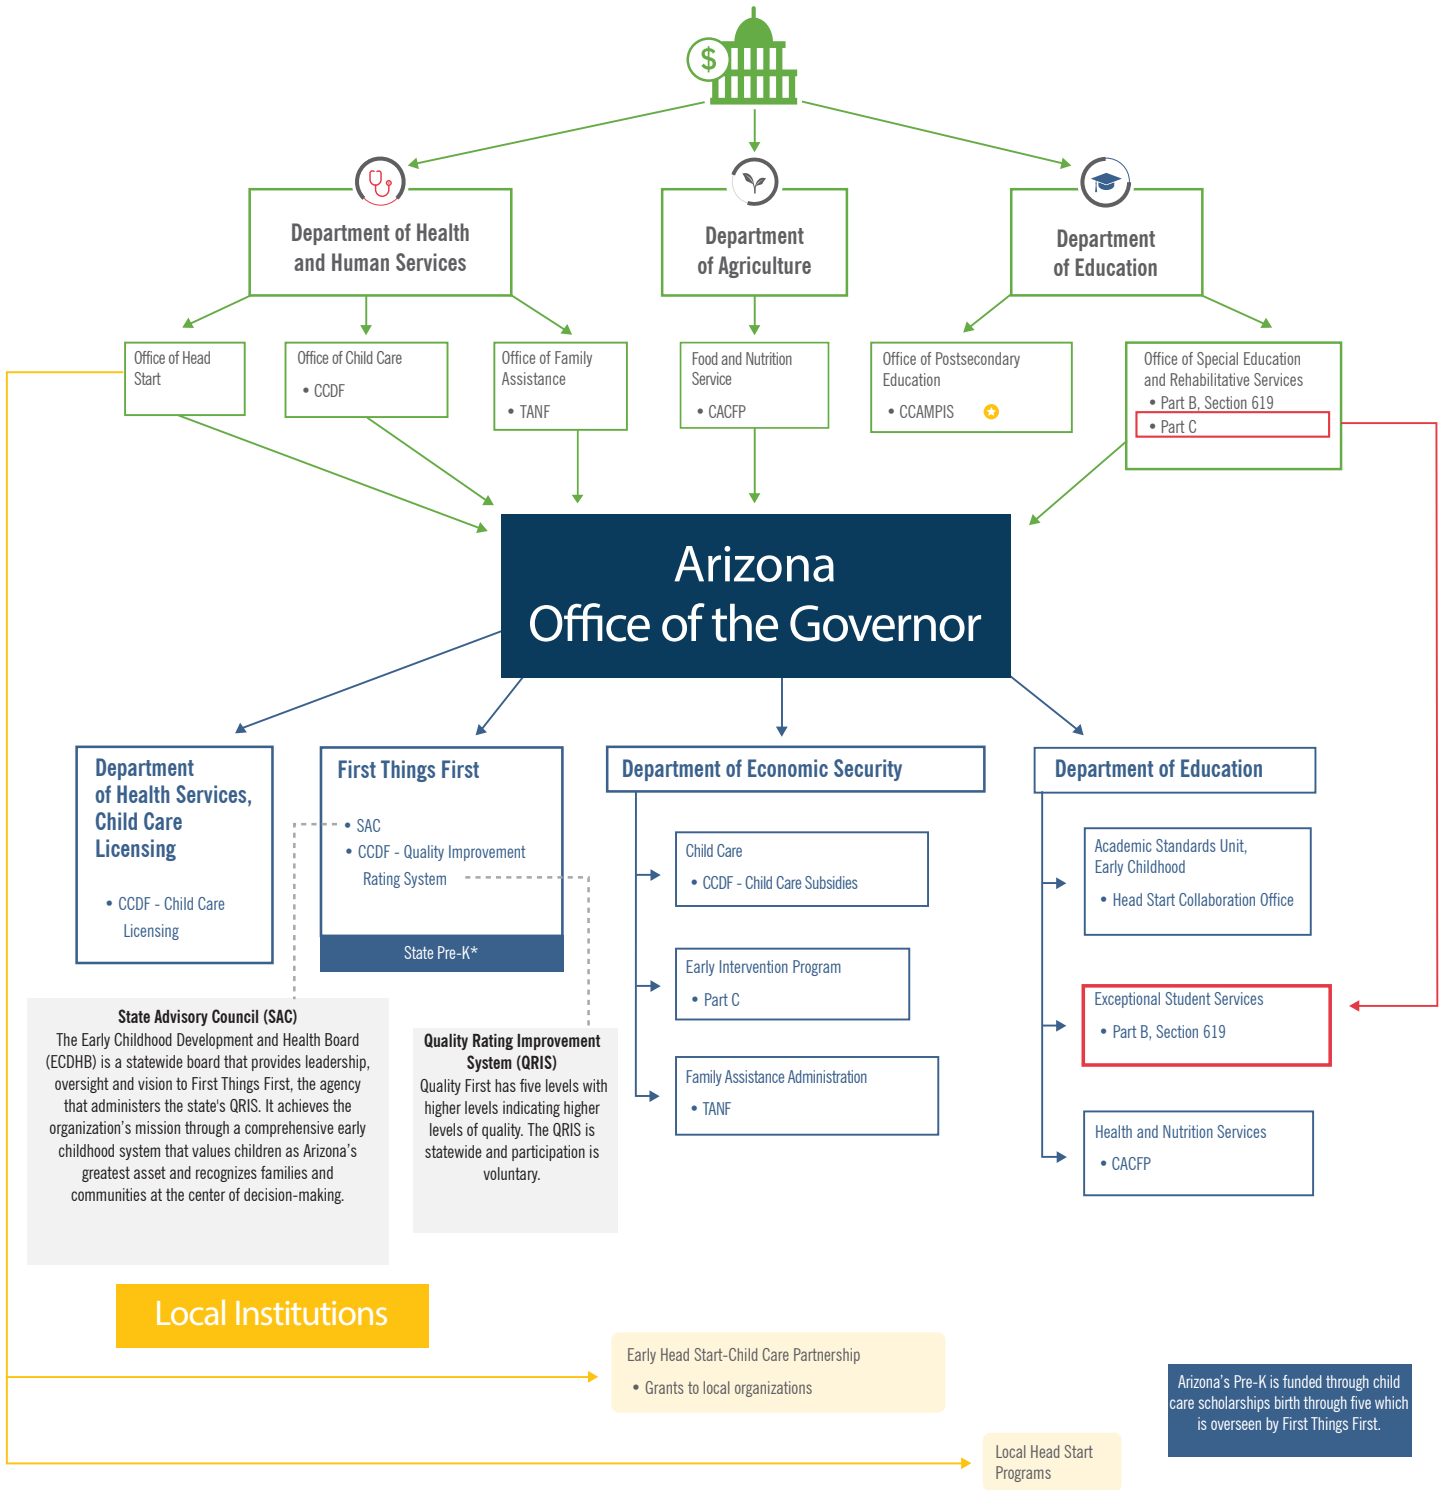 $
Department of Health
and Human Services
Department
of Agriculture
Department
of Education
Office of Head
Start
Office of Child Care
• CCDF
Office of Family
Assistance
• TANF
Food and Nutrition
Service
• CACFP
Office of Postsecondary
Education
• CCAMPIS
Office of Special Education
and Rehabilitative Services
• Part B, Section 619
• Part C
Arizona
Office of the Governor
Department
of Health Services,
Child Care
Licensing
• CCDF - Child Care
Licensing
First Things First
• SAC
• CCDF - Quality Improvement
Rating System
State Pre-K*
Department of Economic Security
Child Care
• CCDF - Child Care Subsidies
Early Intervention Program
• Part C
Family Assistance Administration
• TANF
Department of Education
Academic Standards Unit,
Early Childhood
• Head Start Collaboration Office
Exceptional Student Services
• Part B, Section 619
Health and Nutrition Services
• CACFP
State Advisory Council (SAC)
The Early Childhood Development and Health Board
(ECDHB) is a statewide board that provides leadership,
oversight and vision to First Things First, the agency
that administers the state's QRIS. It achieves the
organization’s mission through a comprehensive early
childhood system that values children as Arizona’s
greatest asset and recognizes families and
communities at the center of decision-making.
Quality Rating Improvement
System (QRIS)
Quality First has five levels with
higher levels indicating higher
levels of quality. The QRIS is
statewide and participation is
voluntary.
Local Institutions
Early Head Start-Child Care Partnership
• Grants to local organizations
Local Head Start
Programs
Arizona’s Pre-K is funded through child
care scholarships birth through five which
is overseen by First Things First.